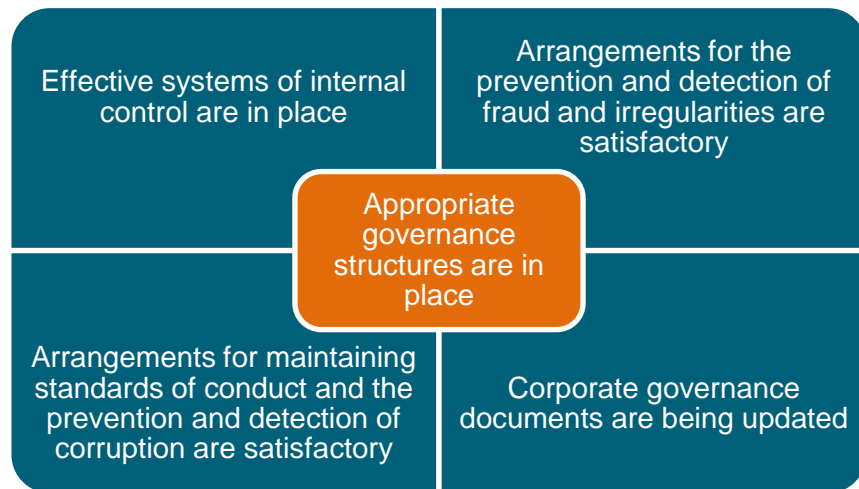 Effective systems of internal
control are in place
Arrangements for the
prevention and detection of
fraud and irregularities are
satisfactory
Appropriate
governance
structures are in
place
Arrangements for maintaining
standards of conduct and the
prevention and detection of
corruption are satisfactory
Corporate governance
documents are being updated